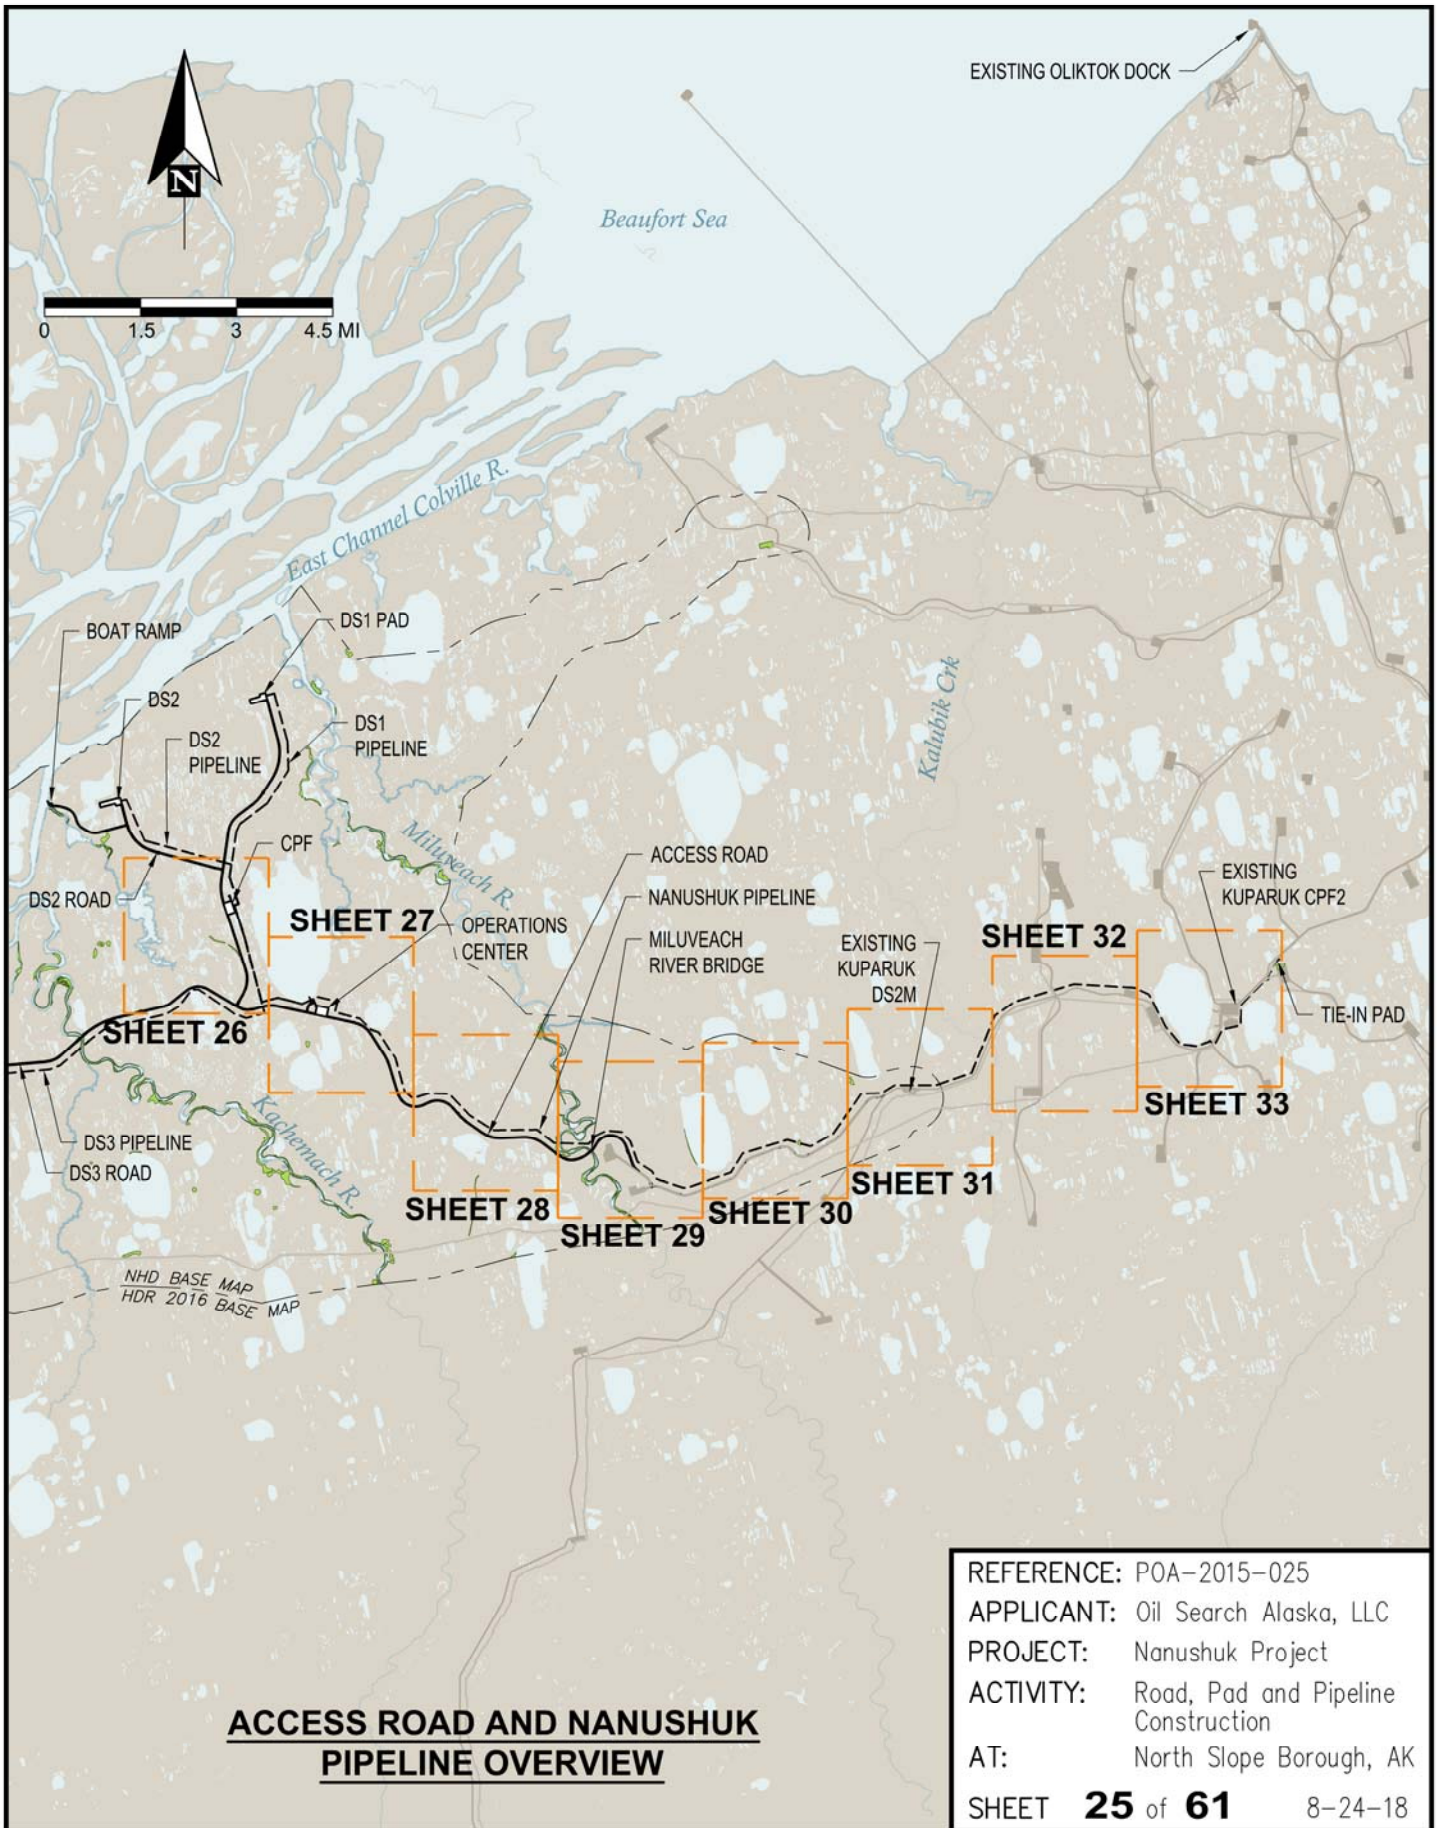 EXISTING OLIKTOK DOCK
N
Beaufort Sea
0 1.5 3 4.5 MI
East Channel Colville R.
BOAT RAMP
DS1 PAD
DS2
DS1
PIPELINE
DS2
PIPELINE
Kalubik Crk
Miluveach R.
CPF
ACCESS ROAD
DS2 ROAD
NANUSHUK PIPELINE
EXISTING
KUPARUK CPF2
SHEET 27
OPERATIONS
CENTER
MILUVEACH
RIVER BRIDGE
EXISTING
KUPARUK
DS2M
SHEET 32
TIE-IN PAD
SHEET 26
SHEET 33
Kachemach R.
DS3 PIPELINE
DS3 ROAD
SHEET 31
SHEET 28
SHEET 30
SHEET 29
NHD BASE MAP
HDR 2016 BASE MAP
ACCESS ROAD AND NANUSHUK
PIPELINE OVERVIEW
REFERENCE: POA-2015-025
APPLICANT: Oil Search Alaska, LLC
PROJECT: Nanushuk Project
ACTIVITY: Road, Pad and Pipeline
Construction
AT: North Slope Borough, AK
SHEET 25 of 61 8-24-18